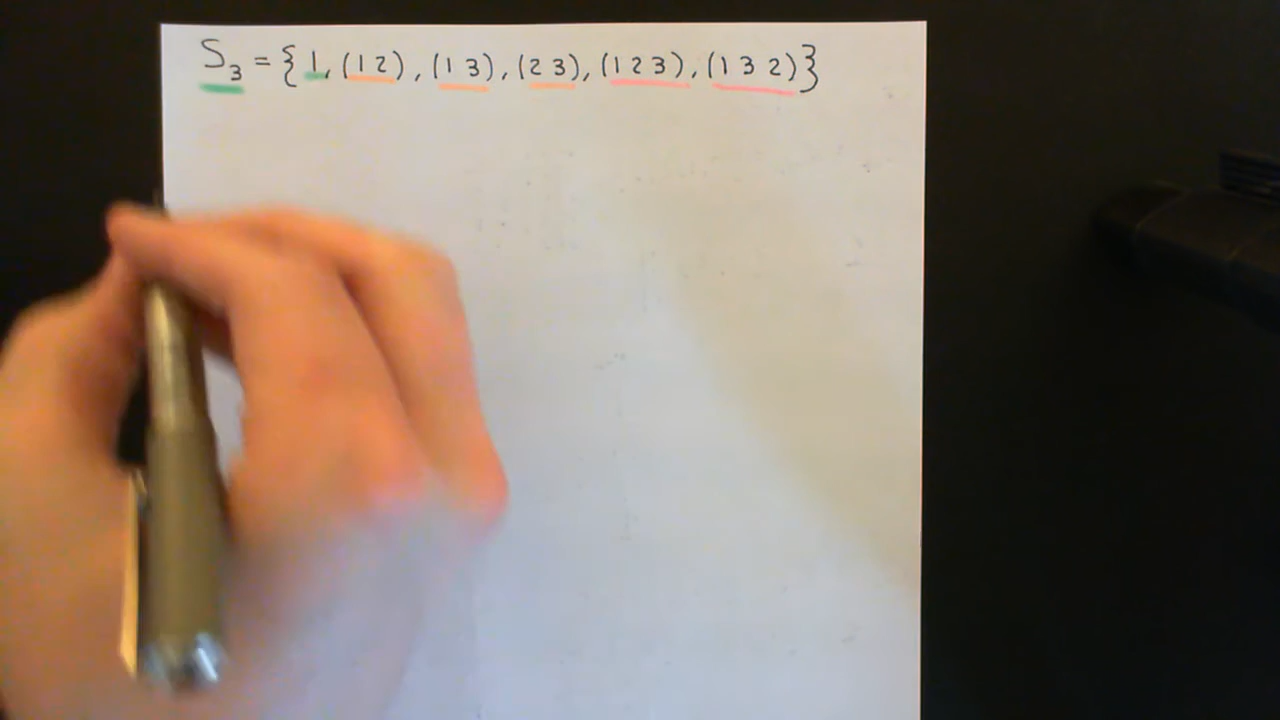 S₃ = {1, (1 2), (1 3), (2 3), (1 2 3), (1 3 2)}